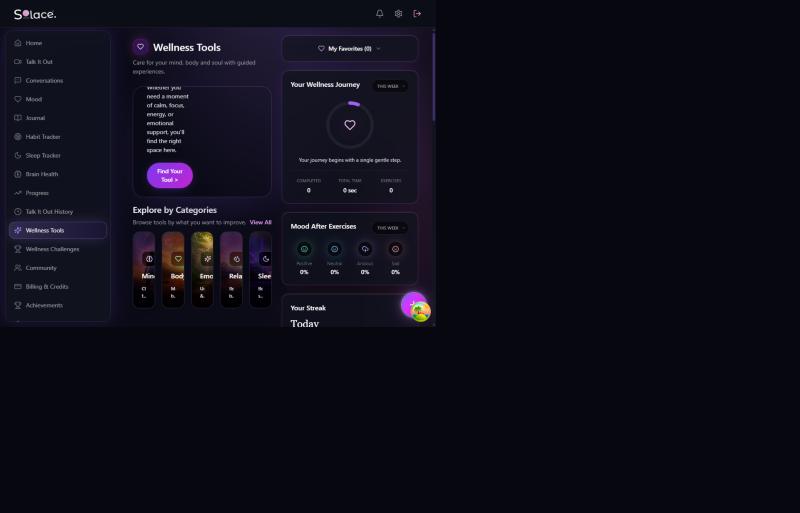 Solace.
Home
Talk It Out
Conversations
Mood
Journal
Habit Tracker
Sleep Tracker
Brain Health
Progress
Talk It Out History
Wellness Tools
Wellness Challenges
Community
Billing & Credits
Achievements
Wellness Tools
Care for your mind, body and soul with guided
experiences.
Whether you
need a moment
of calm, focus,
energy, or
emotional
support, you'll
find the right
space here.
Find Your
Tool >
Explore by Categories
Browse tools by what you want to improve.
View All
Min
Body
Emo
Rela
Slee
My Favorites (0)
Your Wellness Journey
THIS WEEK
Your journey begins with a single gentle step.
COMPLETED
TOTAL TIME
EXERCISES
0
0 sec
0
Mood After Exercises
THIS WEEK
Positive
Neutral
Anxious
Sad
0%
0%
0%
0%
Your Streak
Today